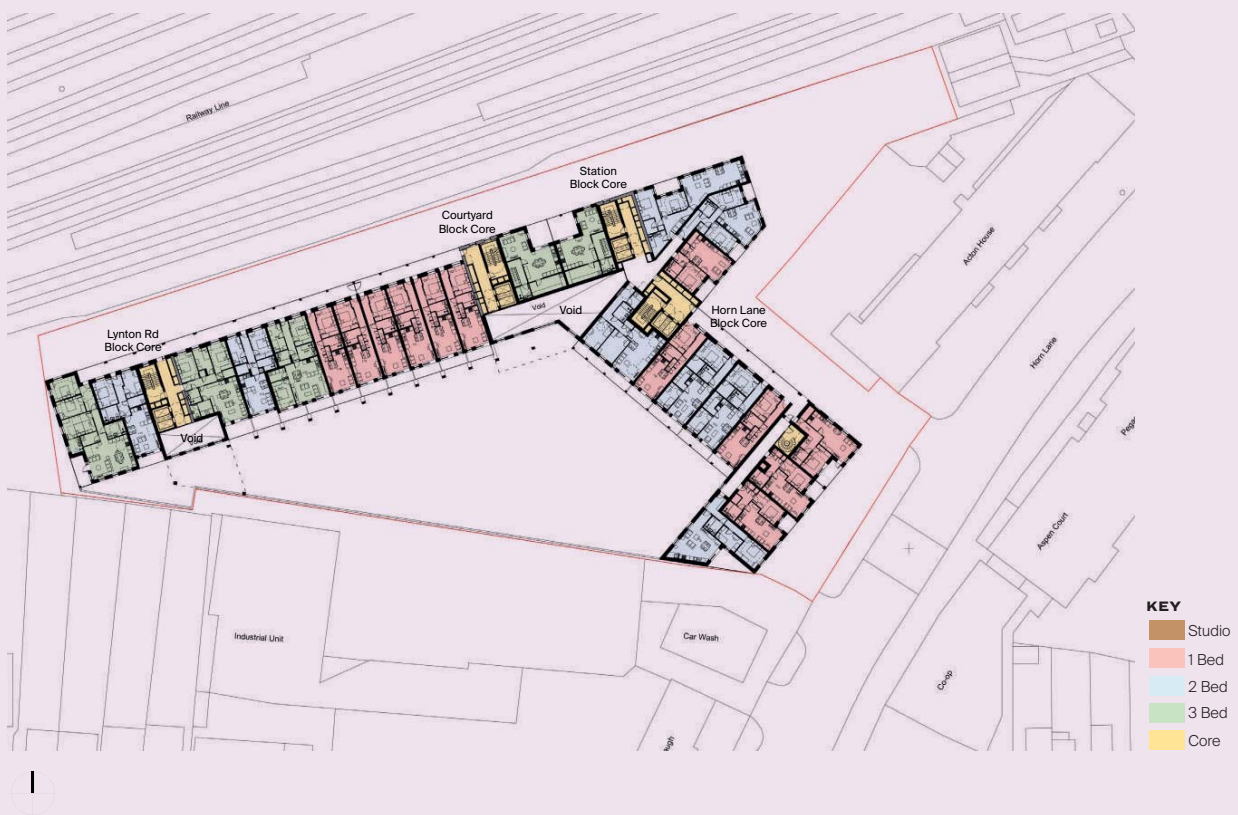 Railway Line
Station
Block Core
Courtyard
Block Core
Acton House
Void
Void
Horn Lane
Block Core
Lynton Rd
Block Core
Horn Lane
Void
Aspen Court
Industrial Unit
Car Wash
Co-op
KEY
Studio
1 Bed
2 Bed
3 Bed
Core